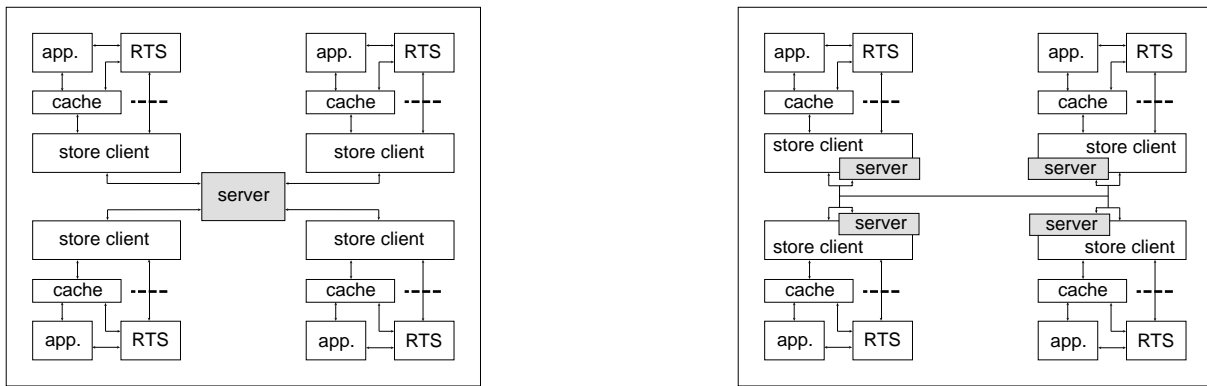 app. RTS app. RTS
cache cache
store client store client
server
store client store client
cache cache
app. RTS app. RTS
app. RTS app. RTS
cache cache
store client store client
server server
server server
store client store client
cache cache
app. RTS app. RTS